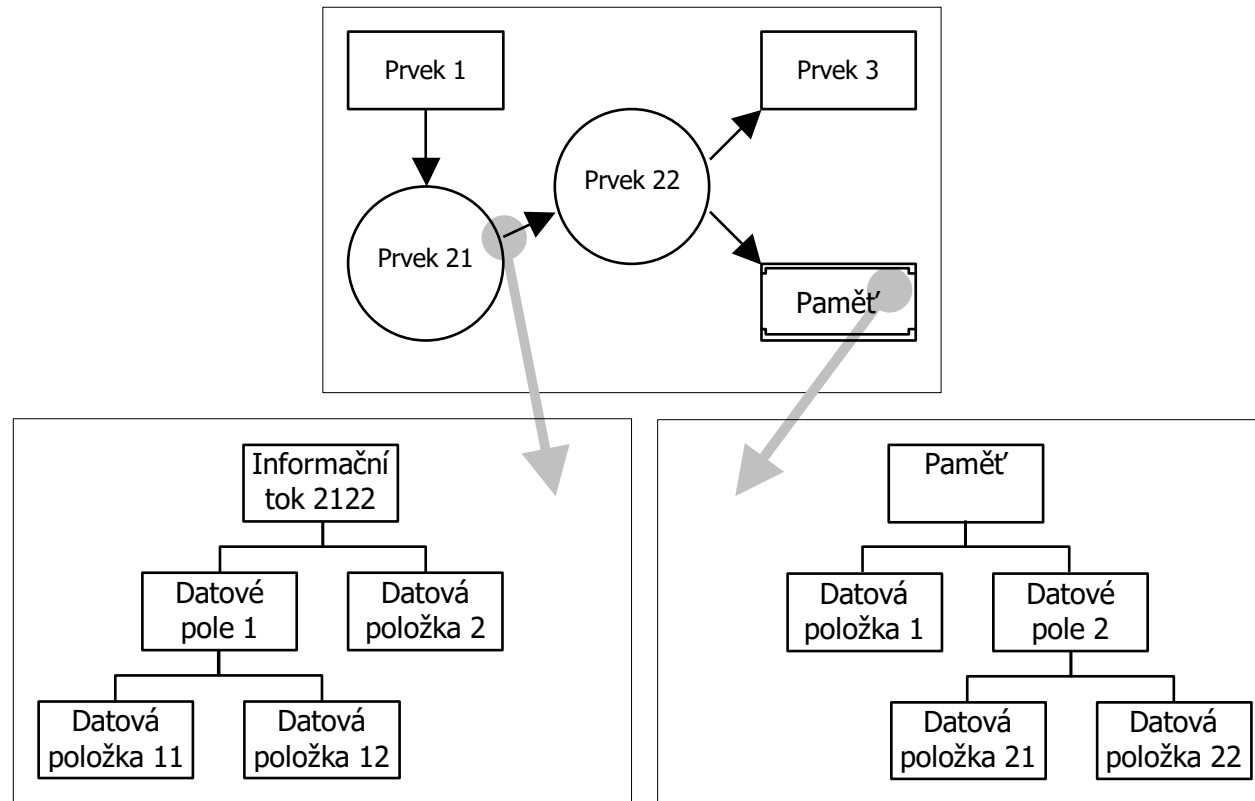 Prvek 1
Prvek 3
Prvek 22
Prvek 21
Paměť
Informační
tok 2122
Datové
pole 1
Datová
položka 2
Datová
položka 11
Datová
položka 12
Paměť
Datová
položka 1
Datové
pole 2
Datová
položka 21
Datová
položka 22